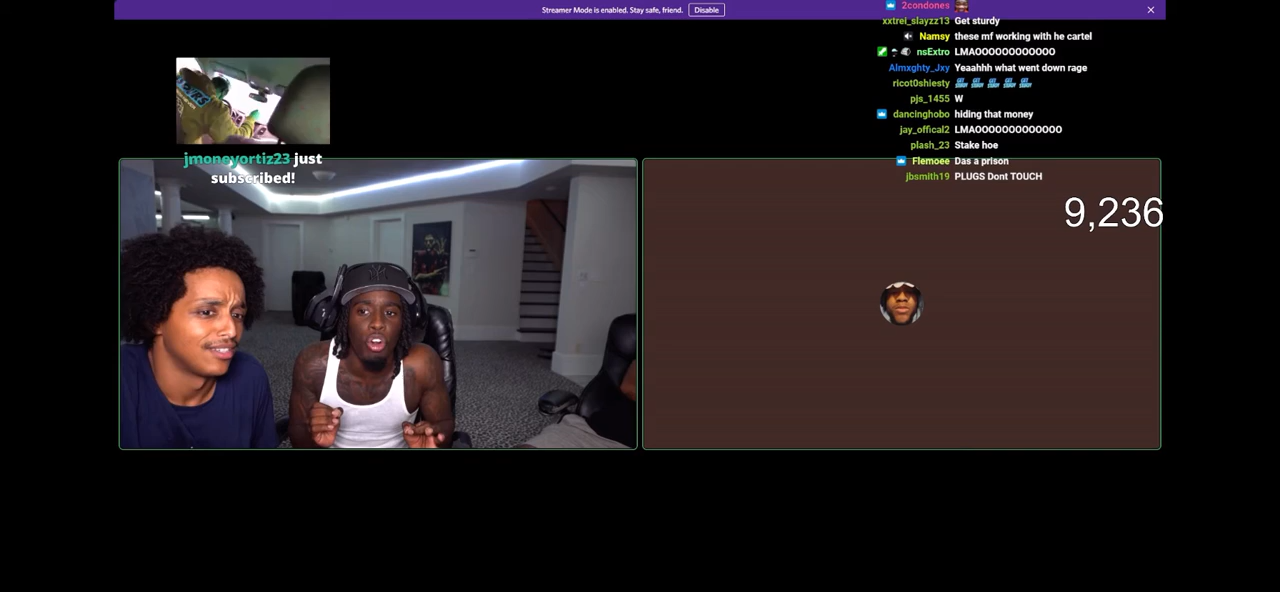 Streamer Mode is enabled. Stay safe, friend. Disable
2condones
xxtrei_slayzz13 Get sturdy
Namsy these mf working with he cartel
nsExtro LMAOOOOOOOOOOO
Almxghty_Jxy Yeaahhh what went down rage
ricot0shiesty
pjs_1455 W
dancinghobo hiding that money
jay_offical2 LMAOOOOOOOOOOOO
plash_23 Stake hoe
Flemoee Das a prison
jbsmith19 PLUGS Dont TOUCH
jmoneyortiz23 just
subscribed!
9,236